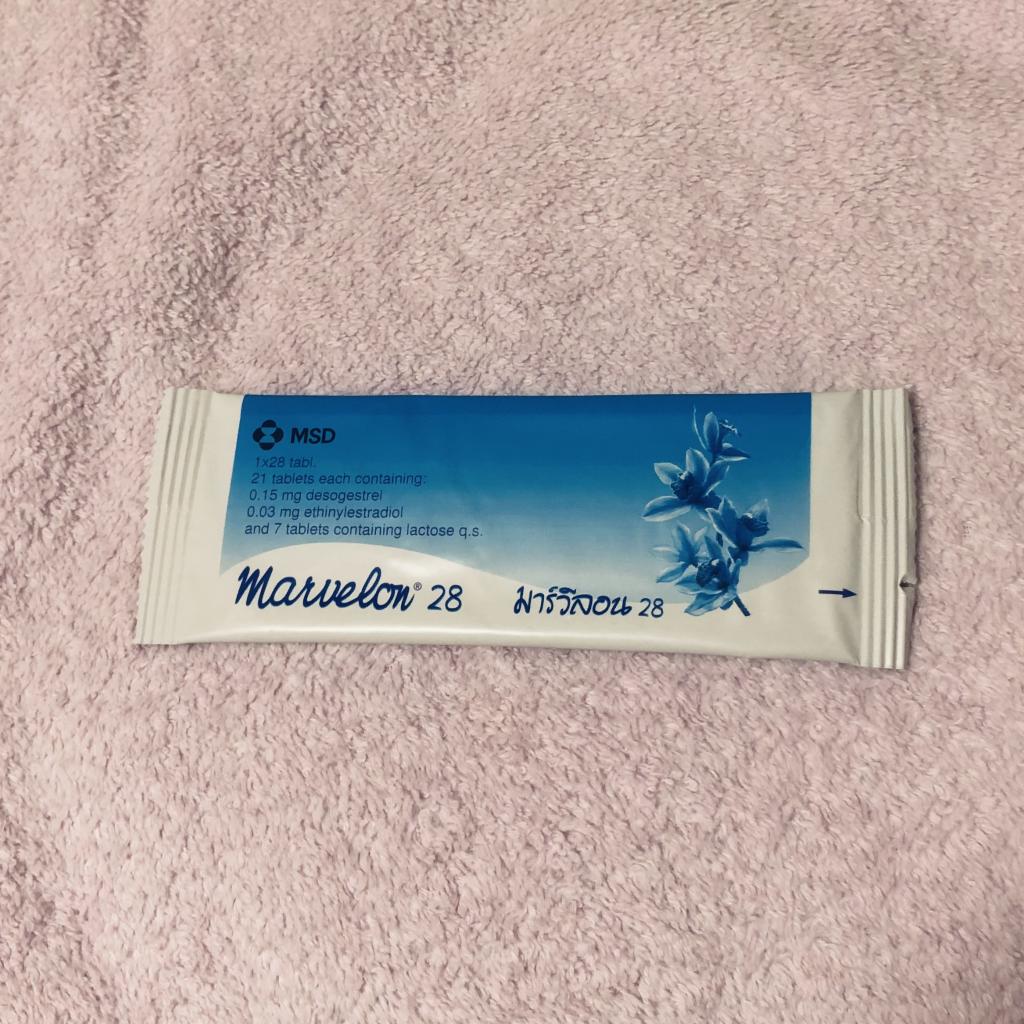 MSD
1x28 tabl.
21 tablets each containing:
0.15 mg desogestrel
0.03 mg ethinylestradiol
and 7 tablets containing lactose q.s.
Marvelon® 28
มาร์วีลอน 28